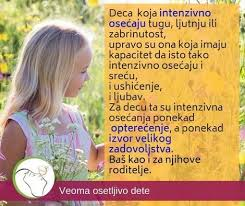 Deca koja intenzivno
osećaju tugu, ljutnju ili
zabrinutost,
upravo su ona koja imaju
kapacitet da isto tako
intenzivno osećaju i
sreću,
i ushićenje,
i ljubav.
Za decu ta su intenzivna
osećanja ponekad
opterećenje, a ponekad
izvor velikog
zadovoljstva.
Baš kao i za njihove
roditelje.
Veoma osetljivo dete